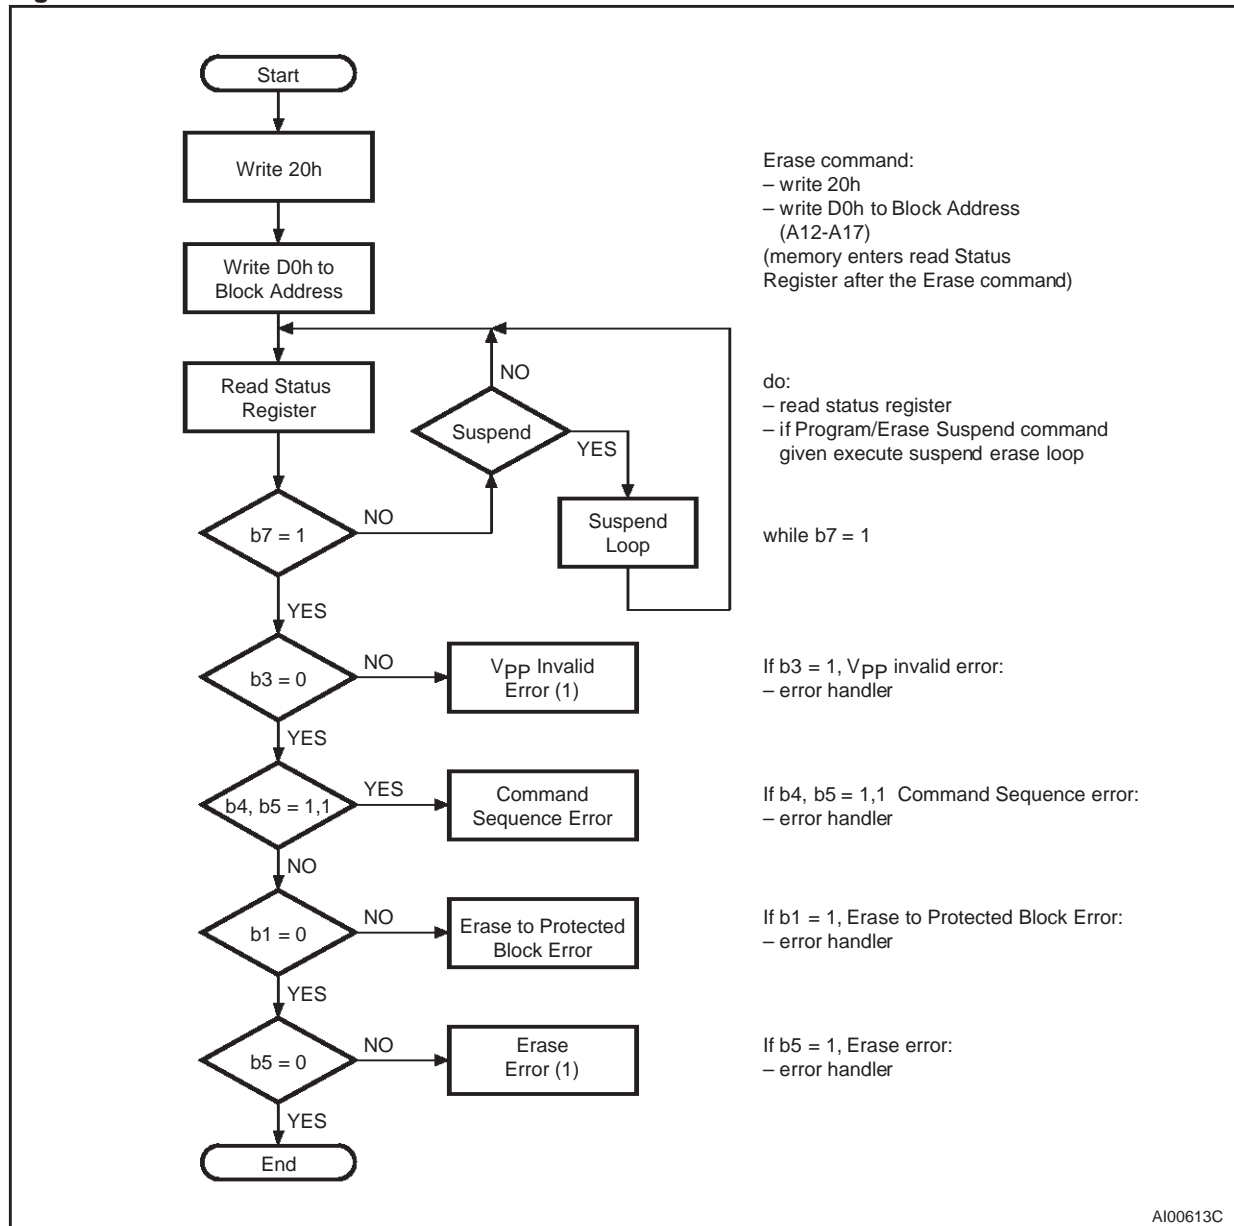 Start
Write 20h
Erase command:
– write 20h
– write D0h to Block Address
(A12-A17)
(memory enters read Status
Register after the Erase command)
Write D0h to
Block Address
Read Status
Register
NO
Suspend
YES
do:
– read status register
– if Program/Erase Suspend command
given execute suspend erase loop
b7 = 1
NO
Suspend
Loop
while b7 = 1
YES
b3 = 0
NO
VPP Invalid
Error (1)
If b3 = 1, VPP invalid error:
– error handler
YES
b4, b5 = 1,1
YES
Command
Sequence Error
If b4, b5 = 1,1 Command Sequence error:
– error handler
NO
b1 = 0
NO
Erase to Protected
Block Error
If b1 = 1, Erase to Protected Block Error:
– error handler
YES
b5 = 0
NO
Erase
Error (1)
If b5 = 1, Erase error:
– error handler
YES
End
AI00613C